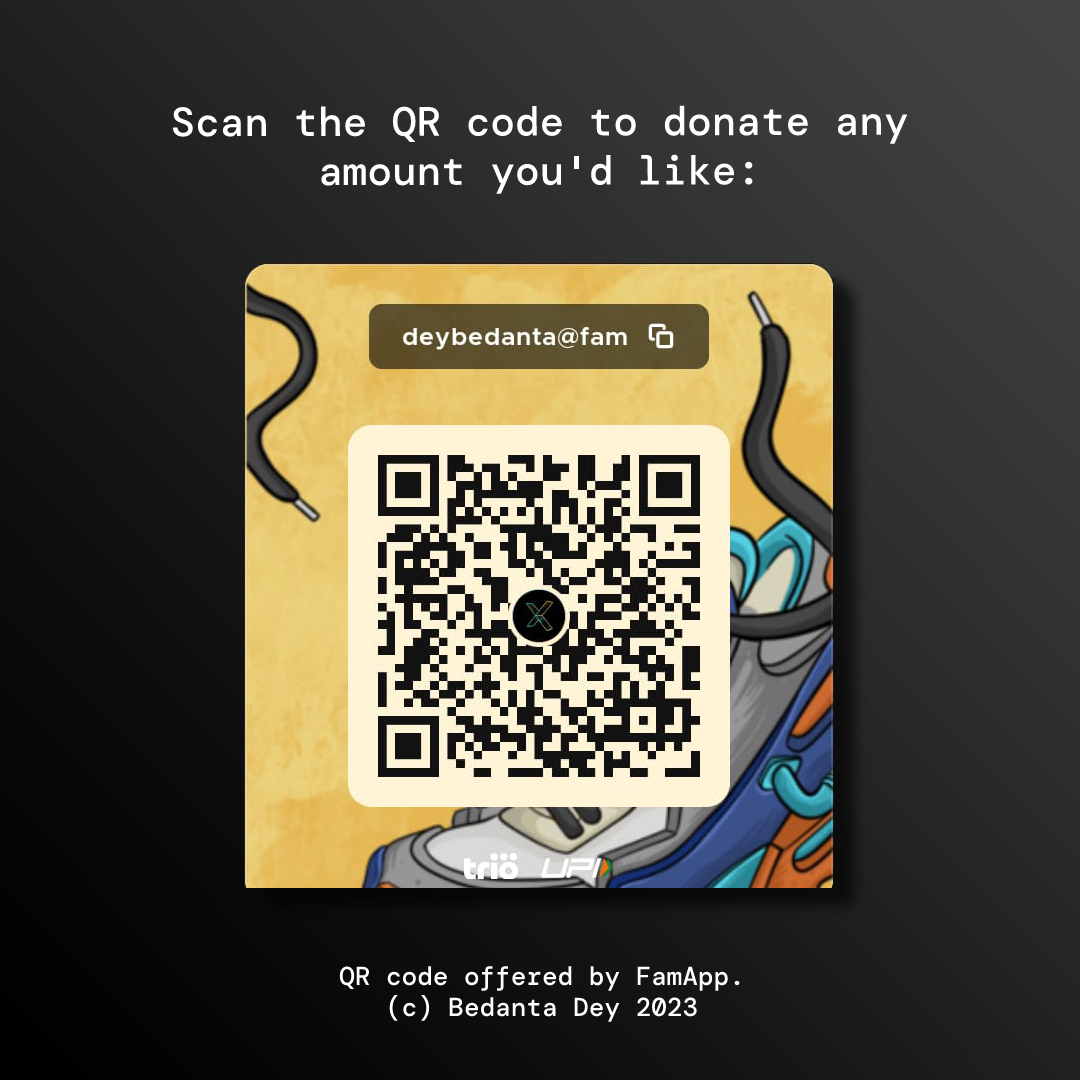 Scan the QR code to donate any
amount you'd like:
deybedanta@fam
triö UPI
QR code offered by FamApp.
(c) Bedanta Dey 2023